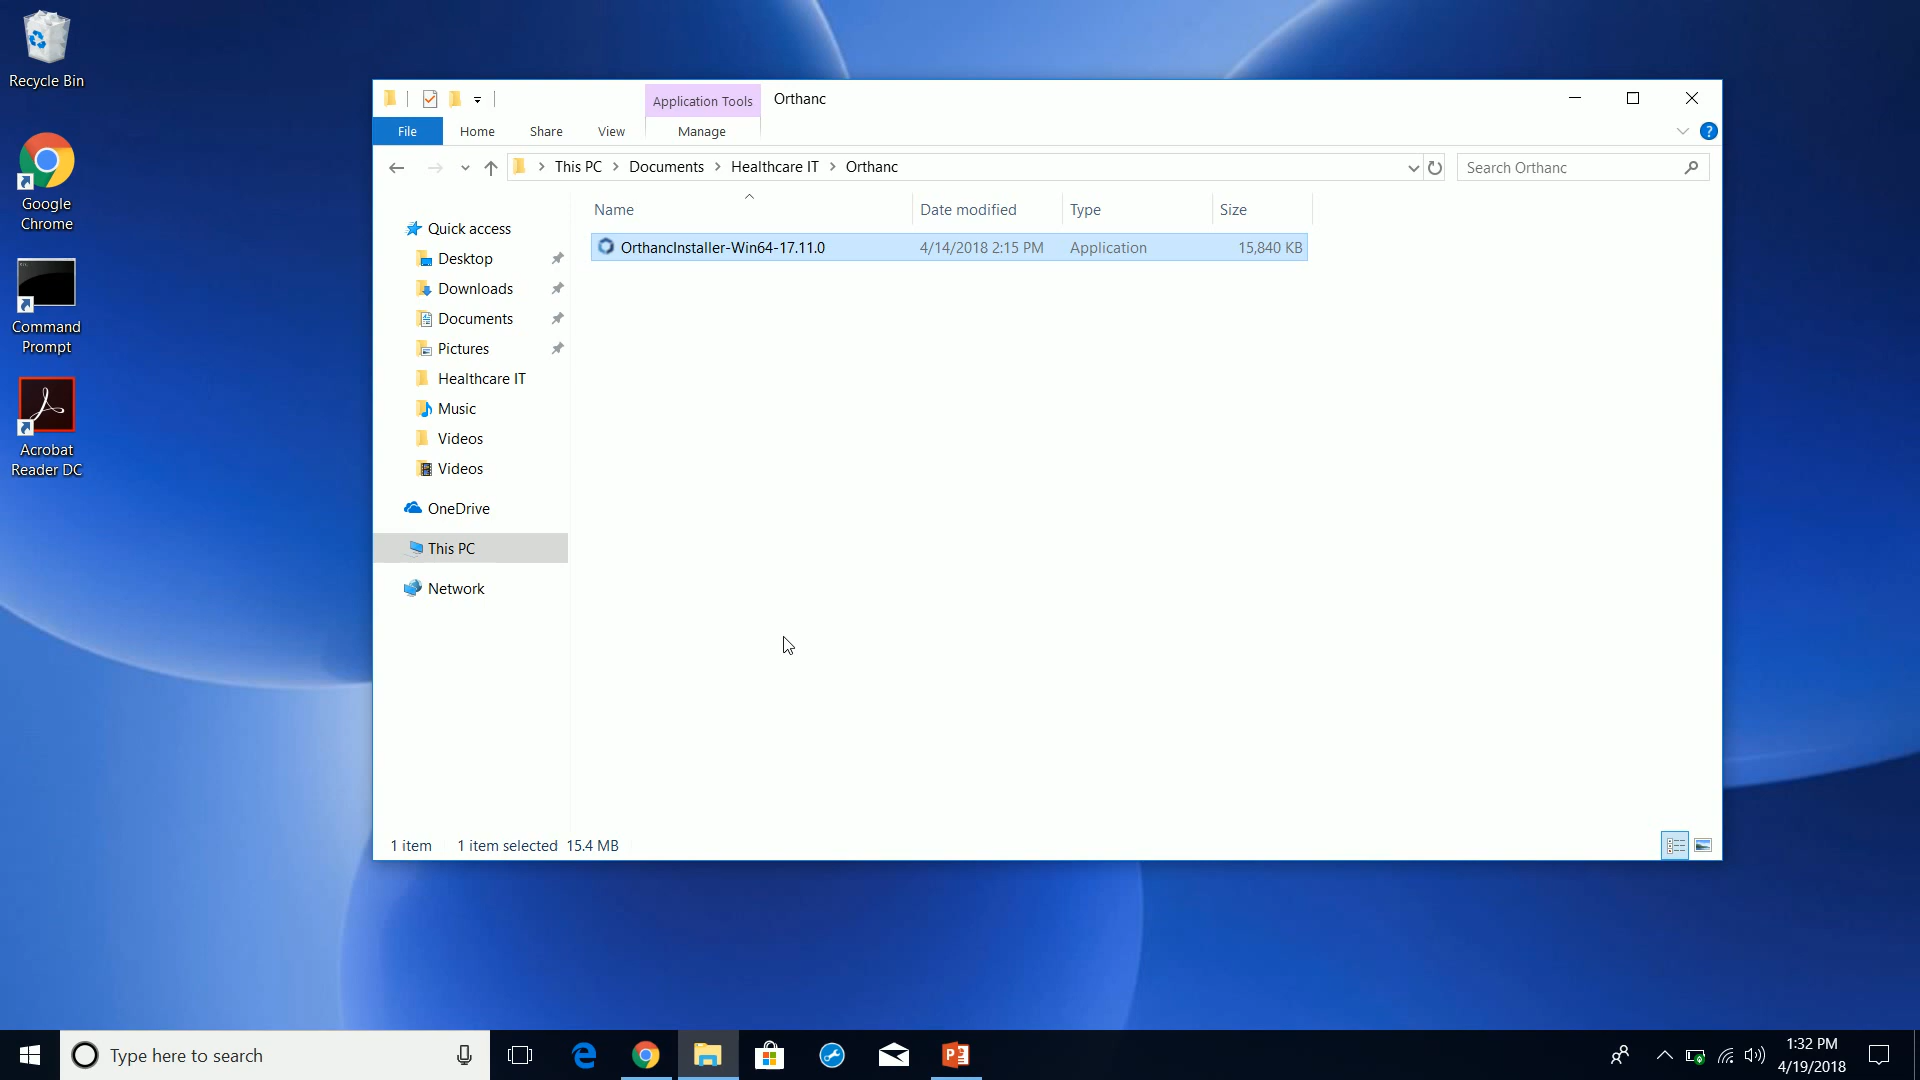 Recycle Bin
Google
Chrome
Command
Prompt
Acrobat
Reader DC
Application Tools
Orthanc
File
Home
Share
View
Manage
?
This PC
Documents
Healthcare IT
Orthanc
Search Orthanc
Name
Date modified
Type
Size
OrthancInstaller-Win64-17.11.0
4/14/2018 2:15 PM
Application
15,840 KB
Quick access
Desktop
Downloads
Documents
Pictures
Healthcare IT
Music
Videos
Videos
OneDrive
This PC
Network
1 item
1 item selected
15.4 MB
Type here to search
1:32 PM
4/19/2018